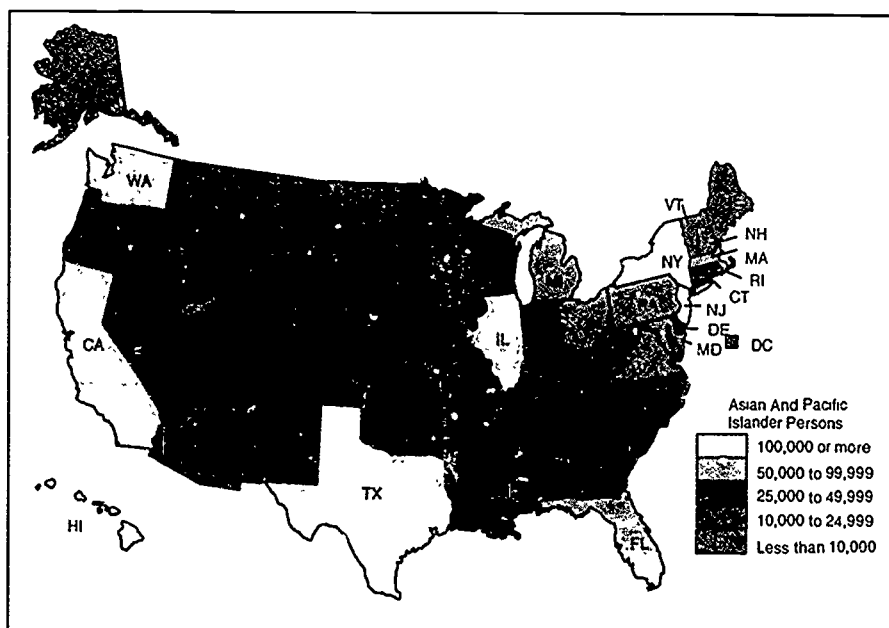 WA
VT
NH
MA
NY
RI
CT
NJ
DE
MD
DC
IL
CA
TX
HI
FL
Asian And Pacific
Islander Persons
100,000 or more
50,000 to 99,999
25,000 to 49,999
10,000 to 24,999
Less than 10,000